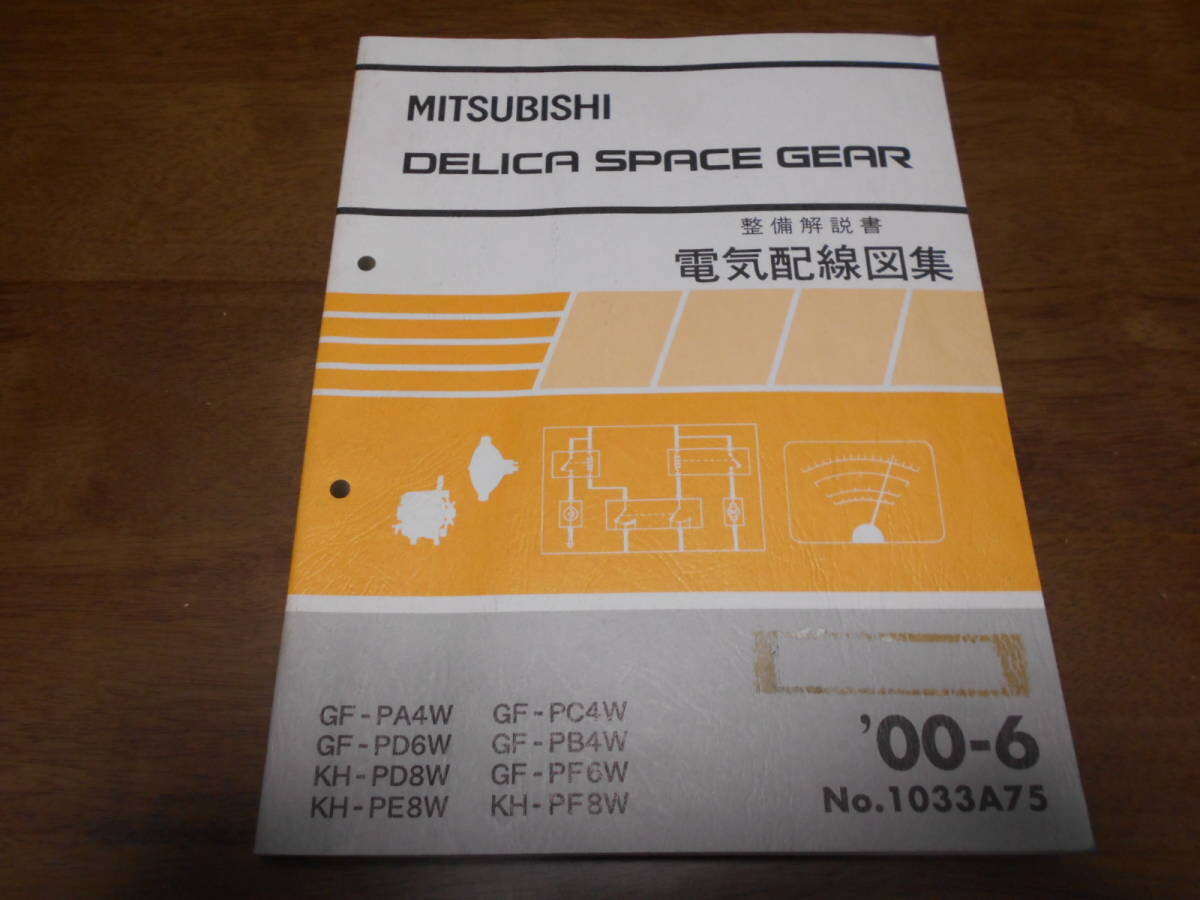 MITSUBISHI
DELICA SPACE GEAR
整備解説書
電気配線図集
GF-PA4W GF-PC4W
GF-PD6W GF-PB4W
KH-PD8W GF-PF6W
KH-PE8W KH-PF8W
'00-6
No.1033A75